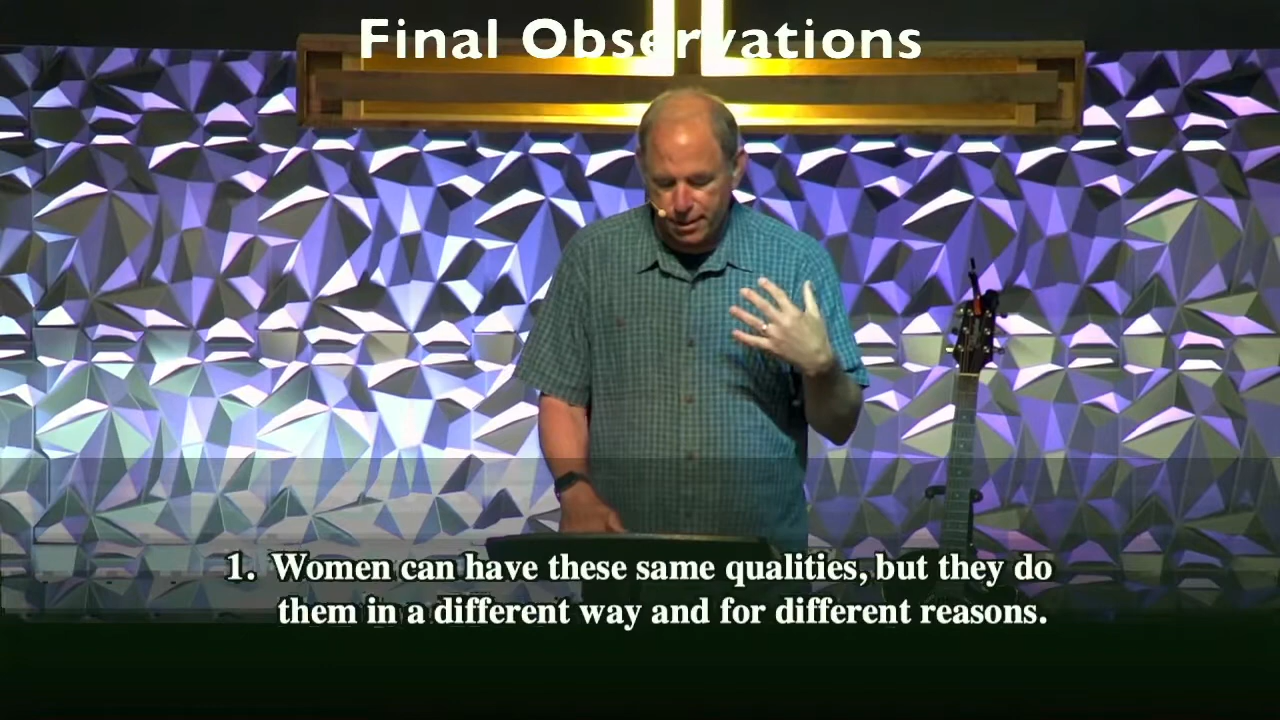 Final Observations
1. Women can have these same qualities, but they do
them in a different way and for different reasons.